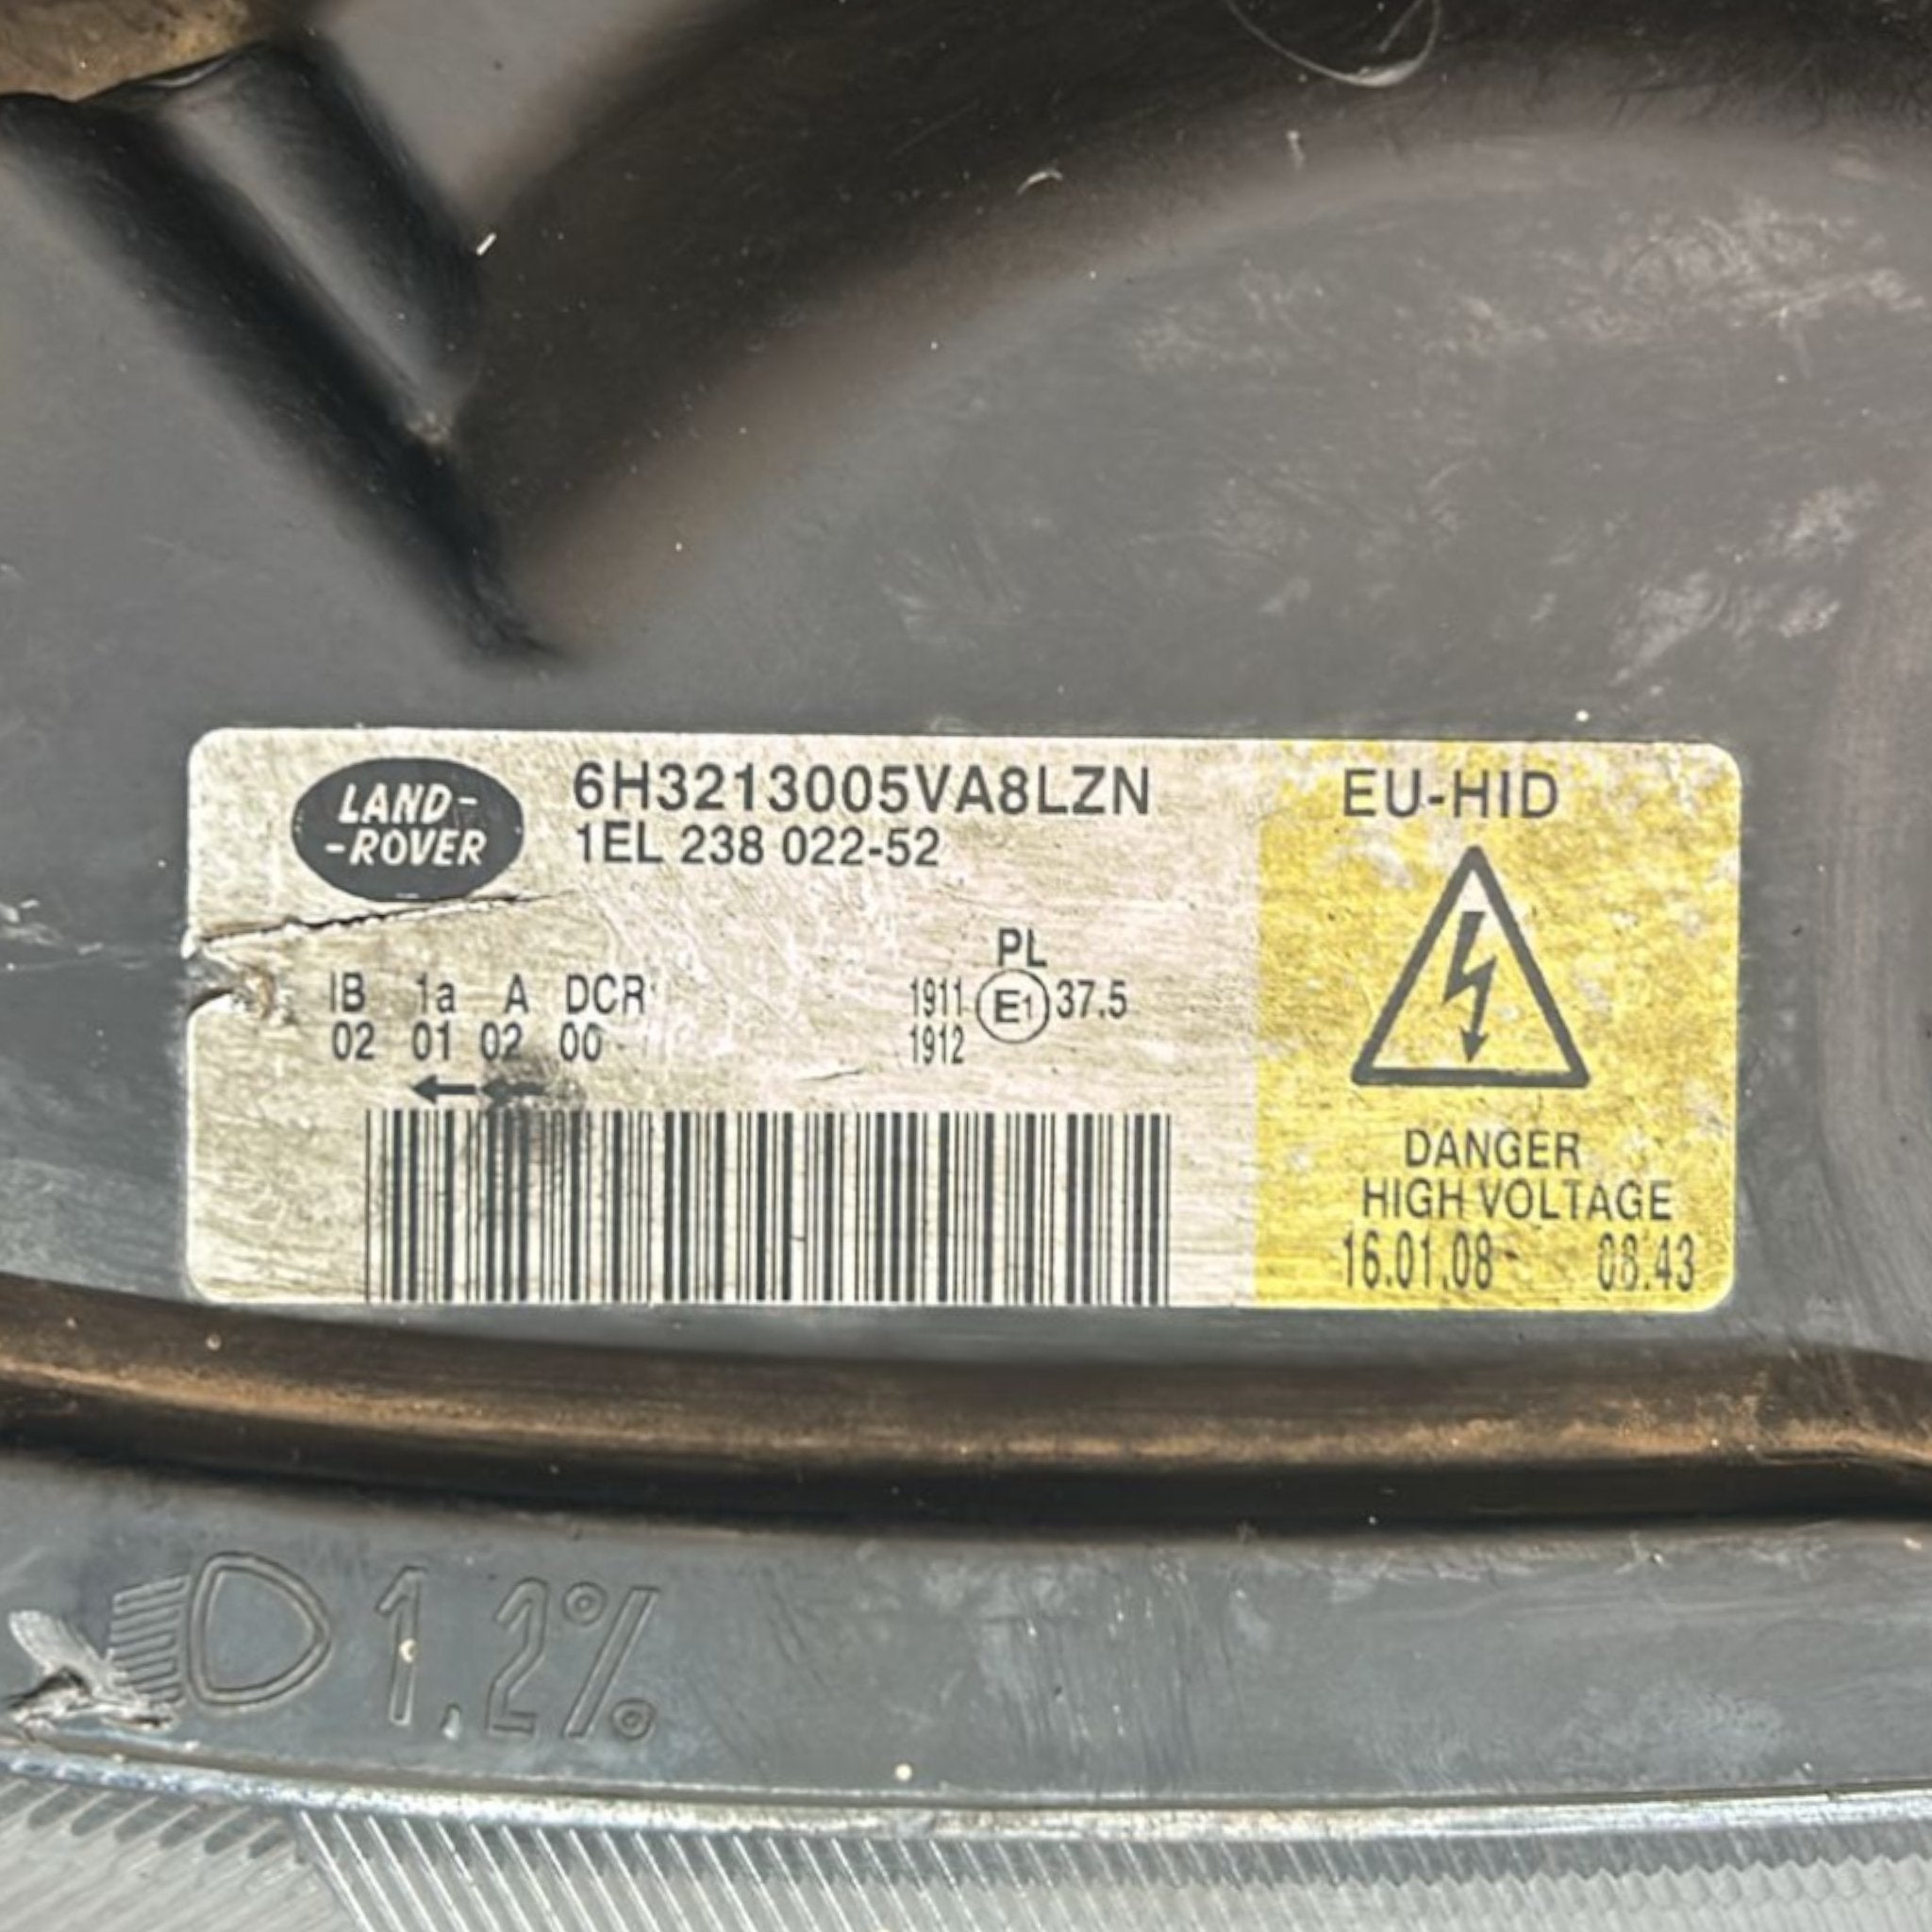 LAND-
-ROVER
6H3213005VA8LZN
1EL 238 022-52
IB 1a A DCR
02 01 02 00
PL
1911 E1 37.5
1912
EU-HID
DANGER
HIGH VOLTAGE
16.01.08 08.43
1.2%